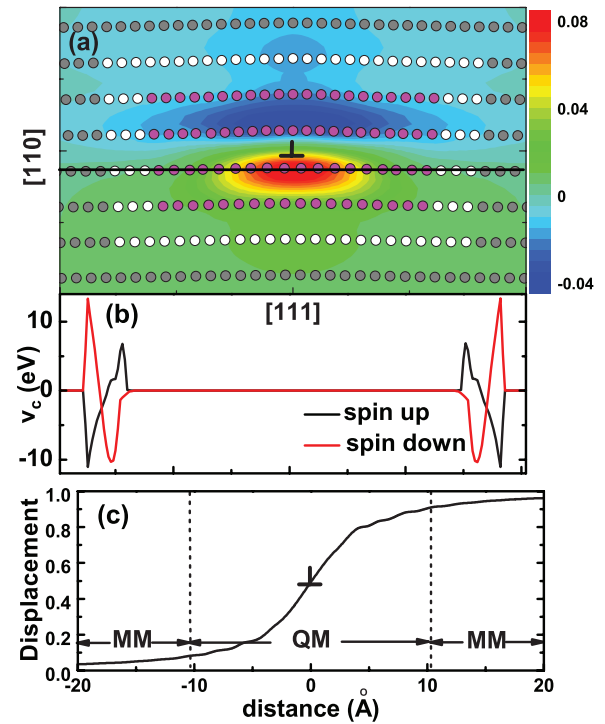 (a)
[110]
0.08
0.04
0
-0.04
(b)
[111]
v_c (eV)
10
0
-10
spin up
spin down
(c)
Displacement
1.0
0.8
0.6
0.4
0.2
0.0
MM
QM
MM
-20
-10
0
10
20
distance (Å)